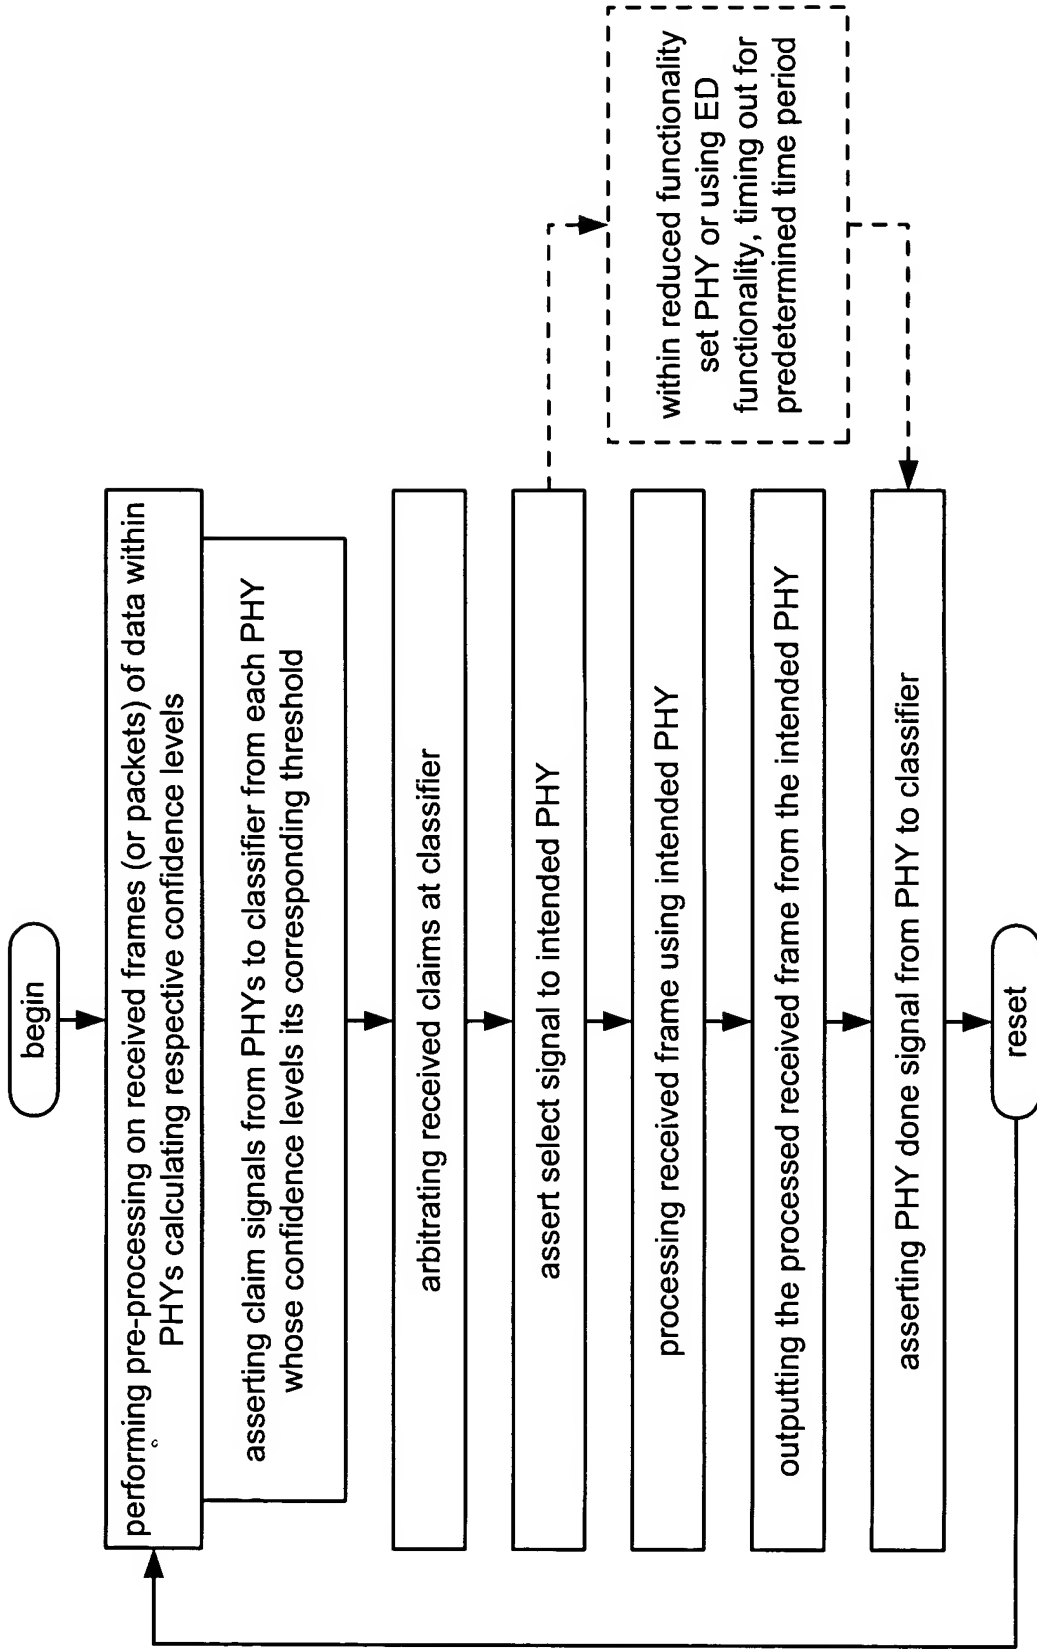 begin
performing pre-processing on received frames (or packets) of data within
PHYs calculating respective confidence levels
asserting claim signals from PHYs to classifier from each PHY
whose confidence levels its corresponding threshold
arbitrating received claims at classifier
assert select signal to intended PHY
within reduced functionality
set PHY or using ED
functionality, timing out for
predetermined time period
processing received frame using intended PHY
outputting the processed received frame from the intended PHY
asserting PHY done signal from PHY to classifier
reset